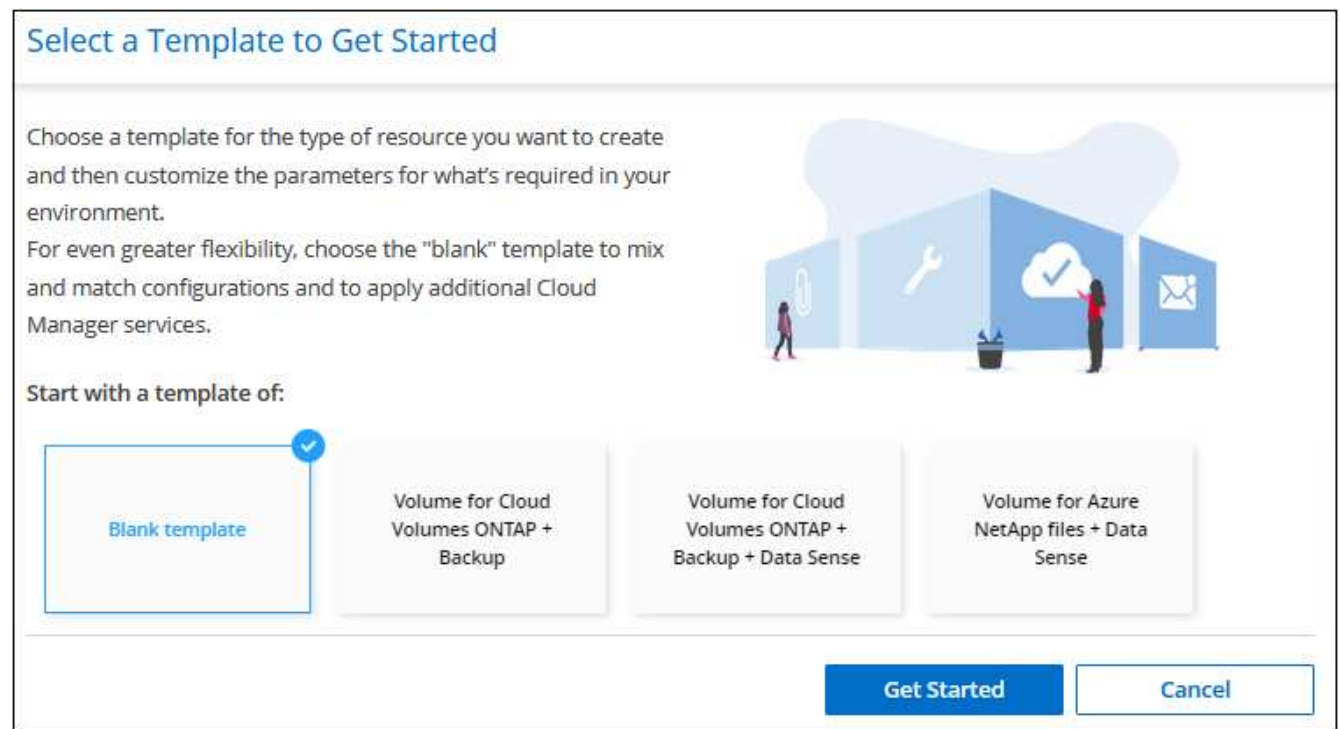 Select a Template to Get Started
Choose a template for the type of resource you want to create
and then customize the parameters for what's required in your
environment.
For even greater flexibility, choose the "blank" template to mix
and match configurations and to apply additional Cloud
Manager services.
Start with a template of:
Blank template
Volume for Cloud
Volumes ONTAP +
Backup
Volume for Cloud
Volumes ONTAP +
Backup + Data Sense
Volume for Azure
NetApp files + Data
Sense
Get Started
Cancel